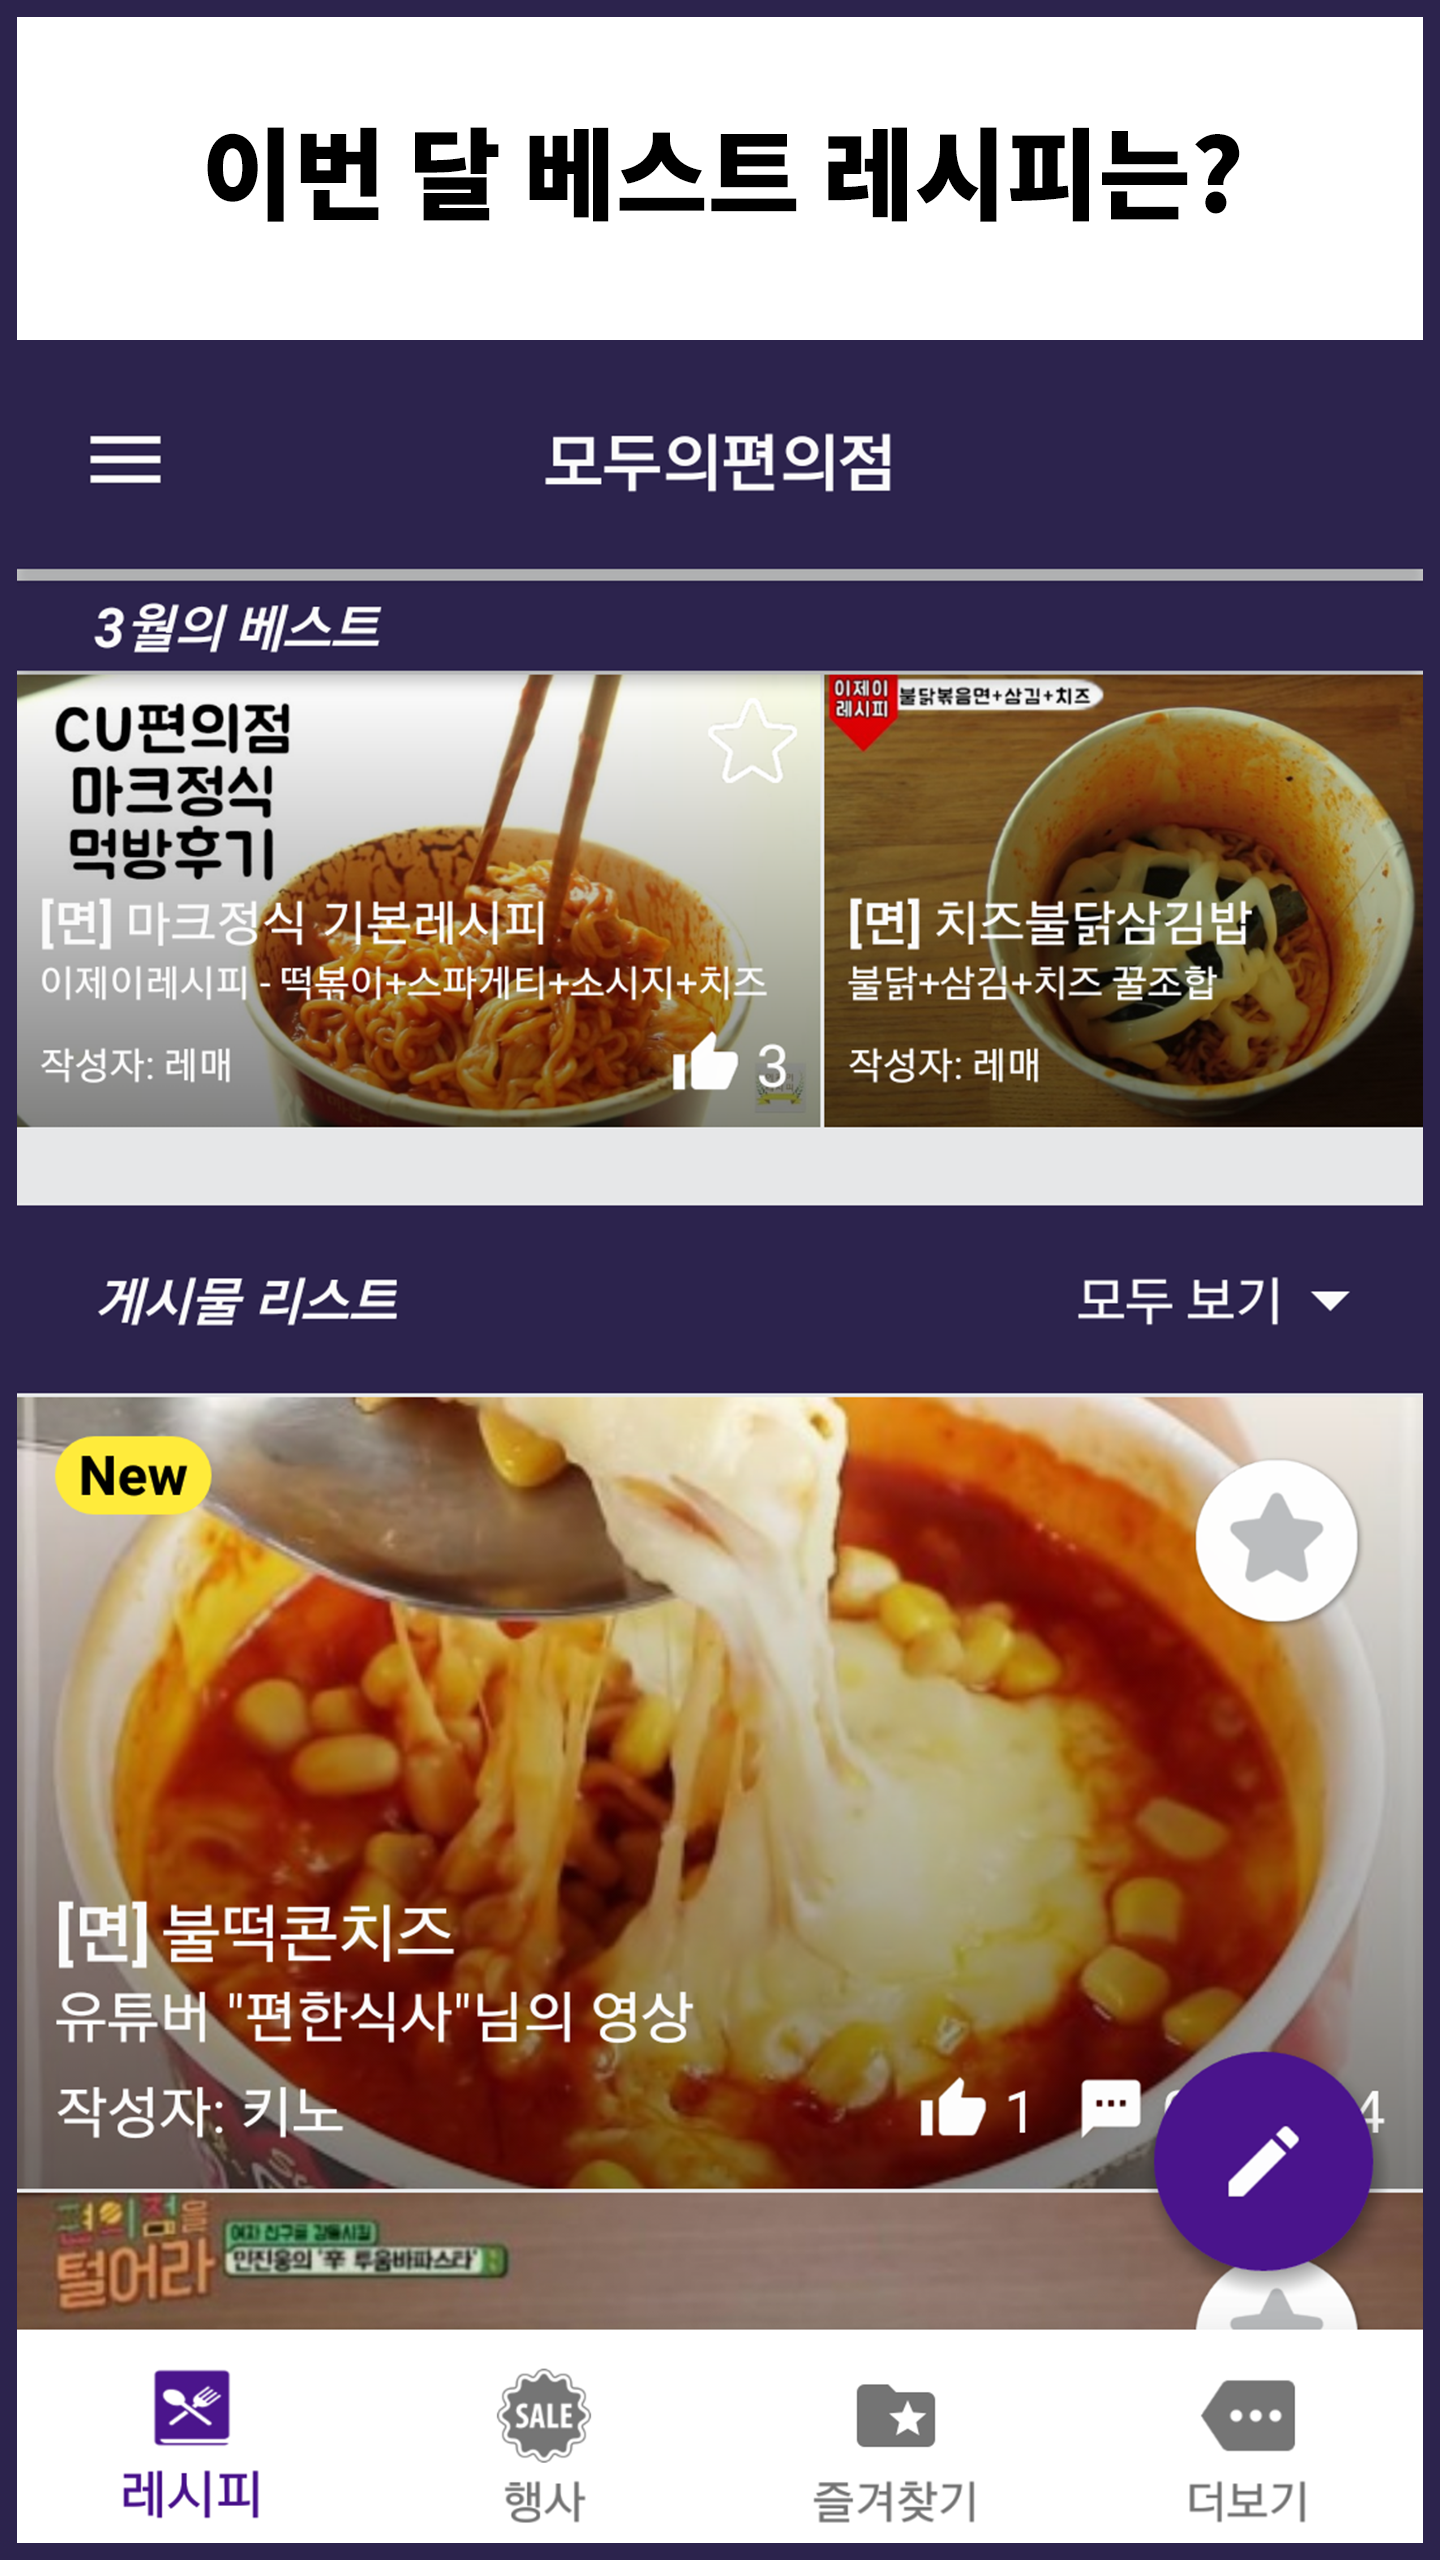 이번 달 베스트 레시피는?
모두의편의점
3월의 베스트
CU편의점
마크정식
먹방후기
[면] 마크정식 기본레시피
이제이레시피 - 떡볶이+스파게티+소시지+치즈
작성자: 레매
3
이제이
레시피
불닭볶음면+삼김+치즈
[면] 치즈불닭삼김밥
불닭+삼김+치즈 꿀조합
작성자: 레매
게시물 리스트
모두 보기
New
[면] 불떡콘치즈
유튜버 "편한식사"님의 영상
작성자: 키노
1
4
편의점을
털어라
여자 친구를 감동시킬
민진웅의 '辛 투움바파스타'
SALE
레시피
행사
즐겨찾기
더보기